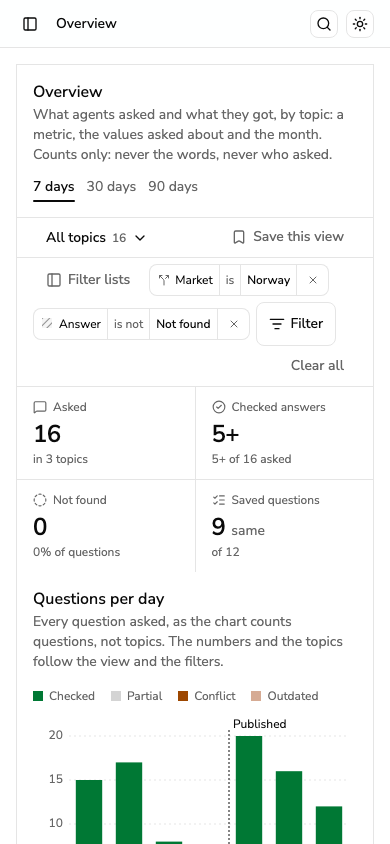 Overview
Overview
What agents asked and what they got, by topic: a
metric, the values asked about and the month.
Counts only: never the words, never who asked.
7 days 30 days 90 days
All topics 16 Save this view
Filter lists Market is Norway
Answer is not Not found Filter
Clear all
Asked Checked answers
16 5+
in 3 topics 5+ of 16 asked
Not found Saved questions
0 9 same
0% of questions of 12
Questions per day
Every question asked, as the chart counts
questions, not topics. The numbers and the topics
follow the view and the filters.
Checked Partial Conflict Outdated
Published
20
15
10